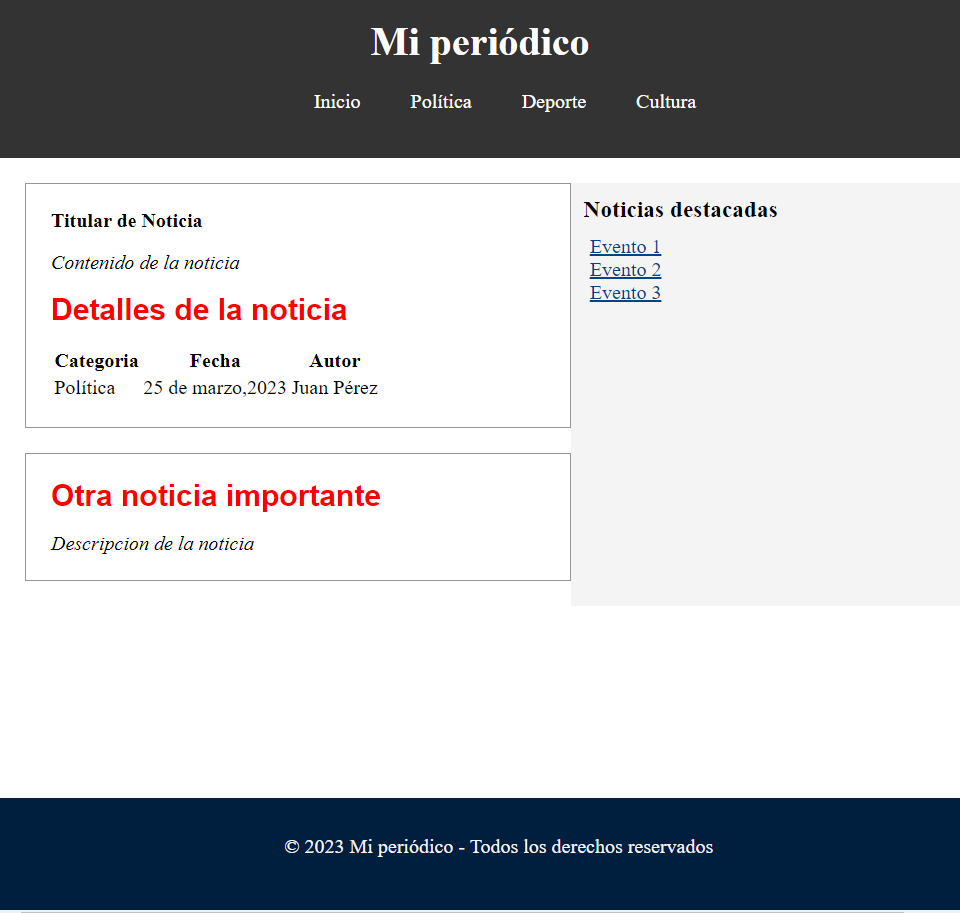 Mi periódico
Inicio Política Deporte Cultura
Titular de Noticia
Contenido de la noticia
Detalles de la noticia
Categoria Fecha Autor
Política 25 de marzo,2023 Juan Pérez
Otra noticia importante
Descripcion de la noticia
Noticias destacadas
Evento 1
Evento 2
Evento 3
© 2023 Mi periódico - Todos los derechos reservados